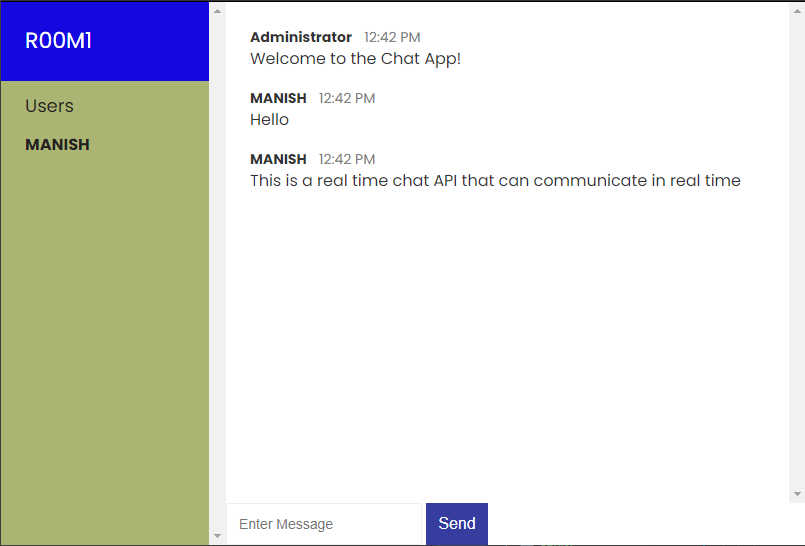 R00M1
Users
MANISH
Administrator 12:42 PM
Welcome to the Chat App!
MANISH 12:42 PM
Hello
MANISH 12:42 PM
This is a real time chat API that can communicate in real time
Enter Message
Send